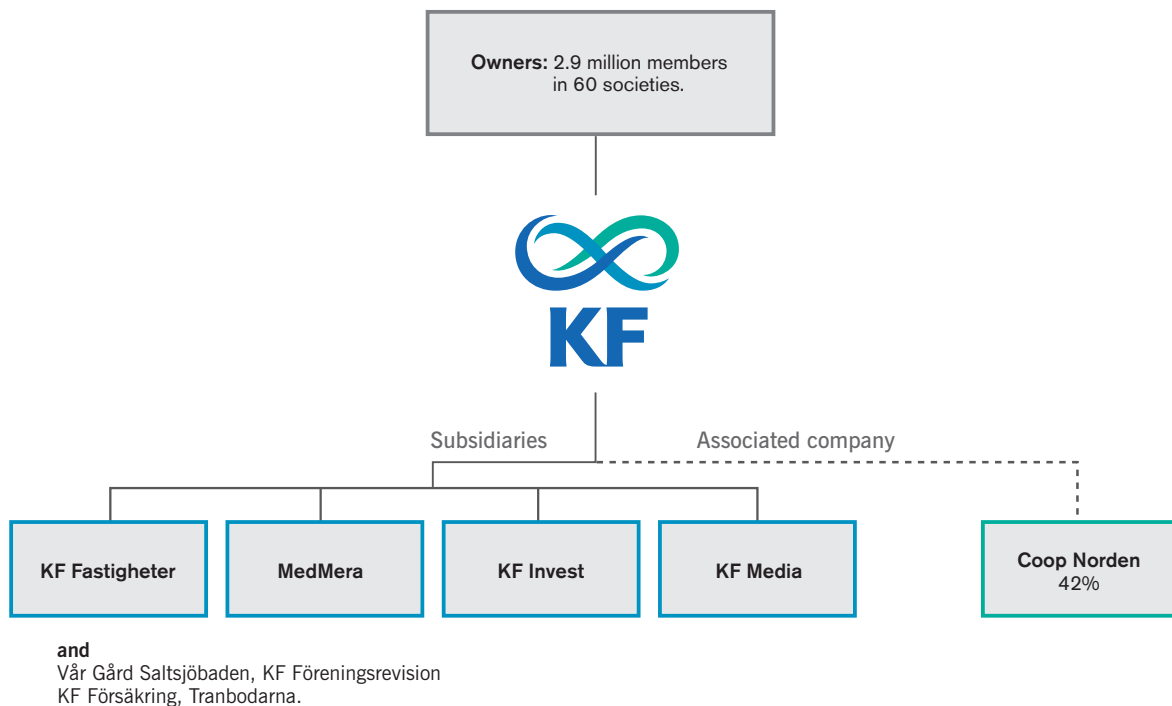 Owners: 2.9 million members
in 60 societies.
KF
Subsidiaries
Associated company
KF Fastigheter
MedMera
KF Invest
KF Media
Coop Norden
42%
and
Vår Gård Saltsjöbaden, KF Föreningsrevision
KF Försäkring, Tranbodarna.